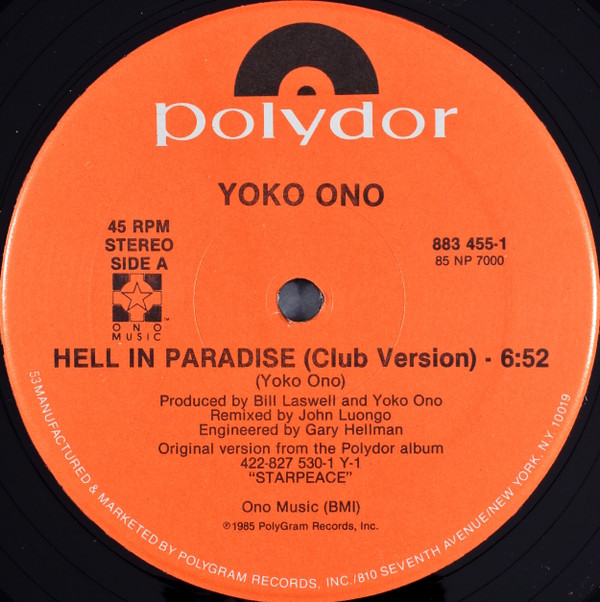 polydor
YOKO ONO
45 RPM
STEREO
SIDE A
ONO
MUSIC
™
883 455-1
85 NP 7000
HELL IN PARADISE (Club Version) - 6:52
(Yoko Ono)
Produced by Bill Laswell and Yoko Ono
Remixed by John Luongo
Engineered by Gary Hellman
Original version from the Polydor album
422-827 530-1 Y-1
“STARPEACE”
Ono Music (BMI)
℗1985 PolyGram Records, Inc.
53 MANUFACTURED & MARKETED BY POLYGRAM RECORDS, INC./810 SEVENTH AVENUE/NEW YORK. N.Y. 10019